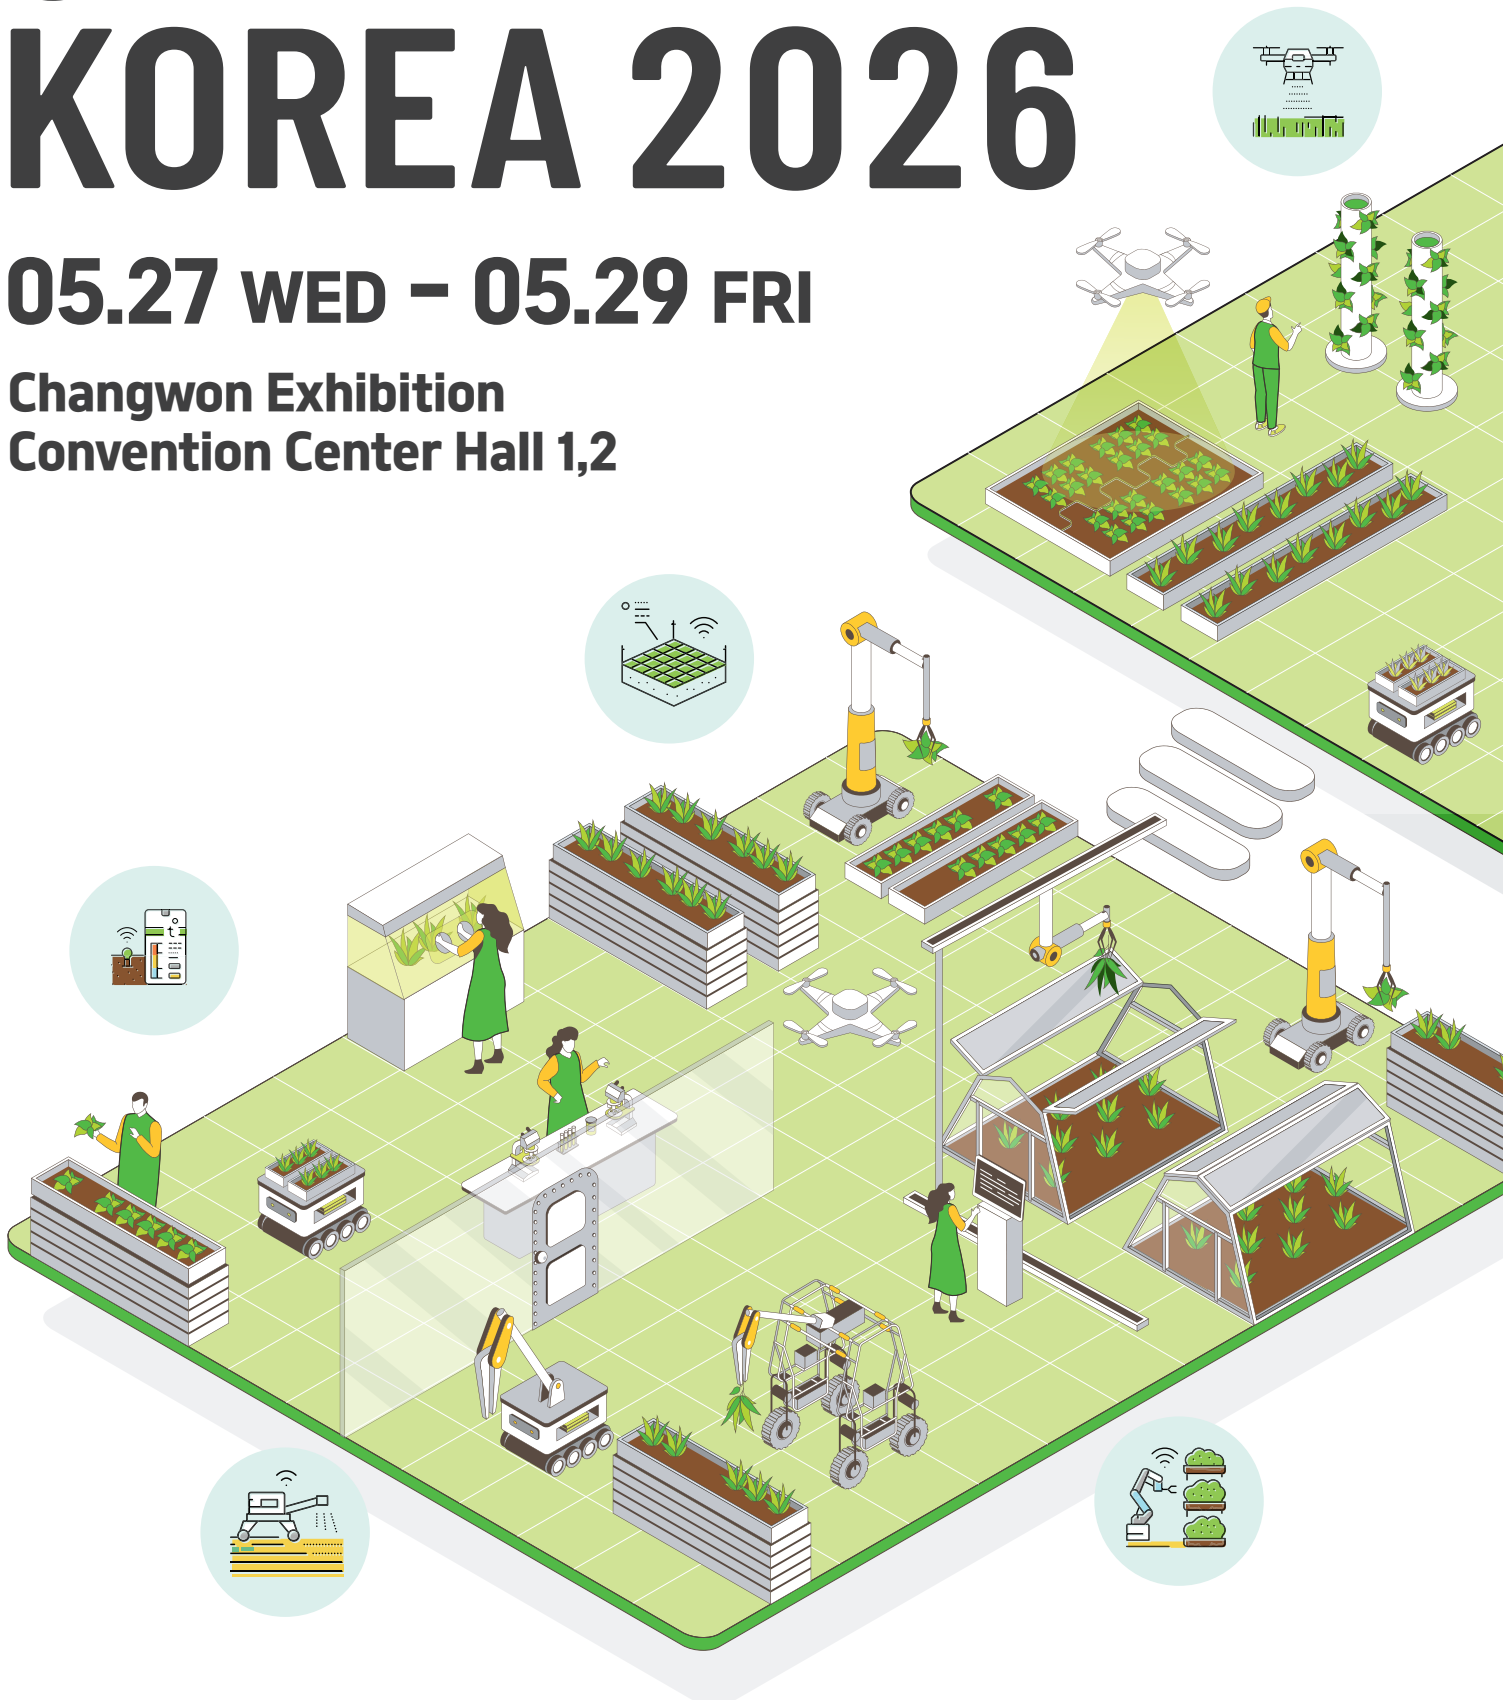 KOREA 2026
05.27 WED – 05.29 FRI
Changwon Exhibition
Convention Center Hall 1,2